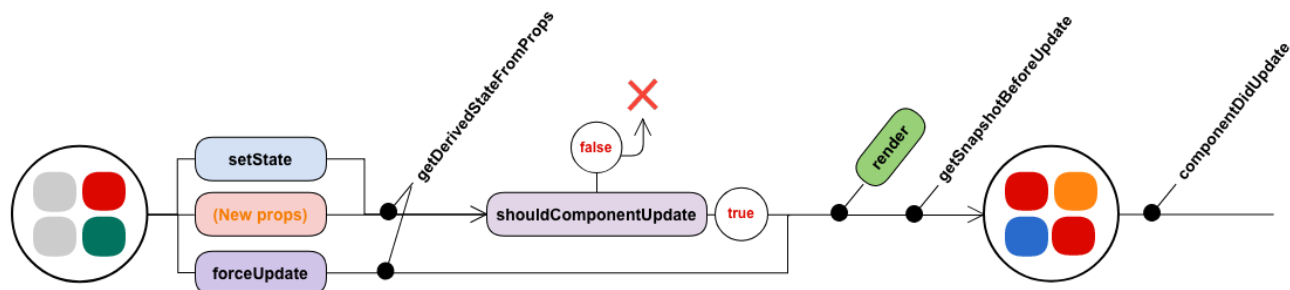 setState
(New props)
forceUpdate
getDerivedStateFromProps
false
shouldComponentUpdate
true
render
getSnapshotBeforeUpdate
componentDidUpdate